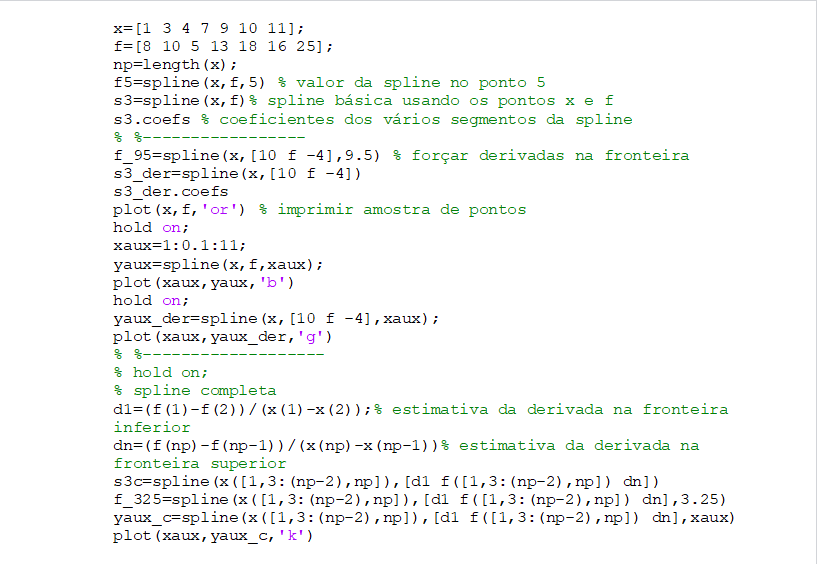 x=[1 3 4 7 9 10 11];
f=[8 10 5 13 18 16 25];
np=length(x);
f5=spline(x,f,5) % valor da spline no ponto 5
s3=spline(x,f)% spline básica usando os pontos x e f
s3.coefs % coeficientes dos vários segmentos da spline
% %-----------------
f_95=spline(x,[10 f -4],9.5) % forçar derivadas na fronteira
s3_der=spline(x,[10 f -4])
s3_der.coefs
plot(x,f,'or') % imprimir amostra de pontos
hold on;
xaux=1:0.1:11;
yaux=spline(x,f,xaux);
plot(xaux,yaux,'b')
hold on;
yaux_der=spline(x,[10 f -4],xaux);
plot(xaux,yaux_der,'g')
% %-------------------
% hold on;
% spline completa
d1=(f(1)-f(2))/(x(1)-x(2));% estimativa da derivada na fronteira
inferior
dn=(f(np)-f(np-1))/(x(np)-x(np-1))% estimativa da derivada na
fronteira superior
s3c=spline(x([1,3:(np-2),np]),[d1 f([1,3:(np-2),np]) dn])
f_325=spline(x([1,3:(np-2),np]),[d1 f([1,3:(np-2),np]) dn],3.25)
yaux_c=spline(x([1,3:(np-2),np]),[d1 f([1,3:(np-2),np]) dn],xaux)
plot(xaux,yaux_c,'k')